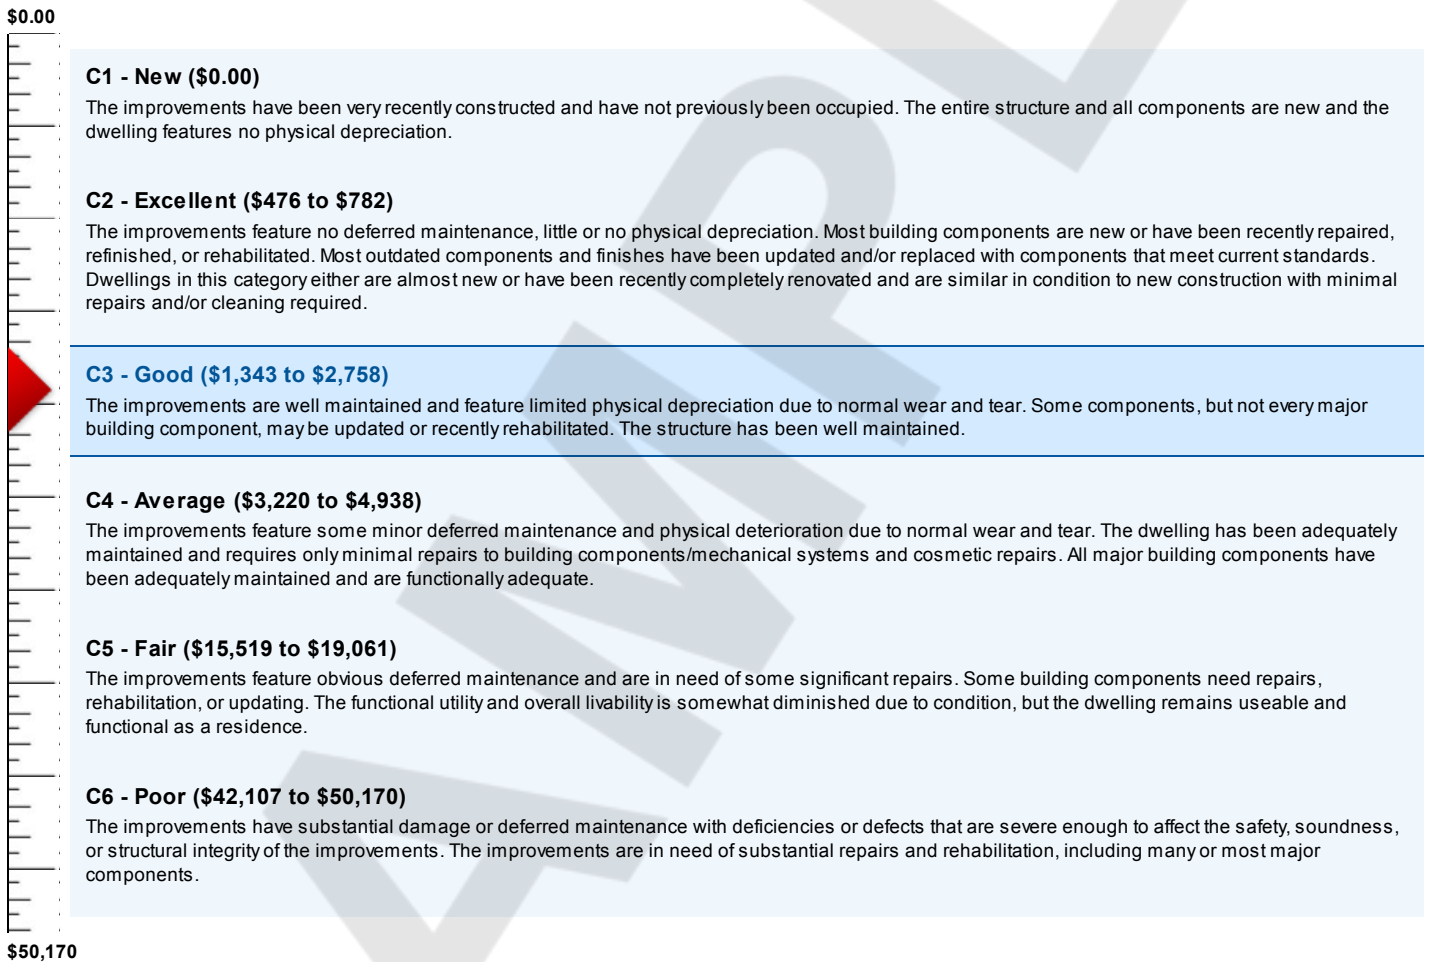 $0.00
C1 - New ($0.00)
The improvements have been very recently constructed and have not previously been occupied. The entire structure and all components are new and the
dwelling features no physical depreciation.
C2 - Excellent ($476 to $782)
The improvements feature no deferred maintenance, little or no physical depreciation. Most building components are new or have been recently repaired,
refinished, or rehabilitated. Most outdated components and finishes have been updated and/or replaced with components that meet current standards.
Dwellings in this category either are almost new or have been recently completely renovated and are similar in condition to new construction with minimal
repairs and/or cleaning required.
C3 - Good ($1,343 to $2,758)
The improvements are well maintained and feature limited physical depreciation due to normal wear and tear. Some components, but not every major
building component, may be updated or recently rehabilitated. The structure has been well maintained.
C4 - Average ($3,220 to $4,938)
The improvements feature some minor deferred maintenance and physical deterioration due to normal wear and tear. The dwelling has been adequately
maintained and requires only minimal repairs to building components/mechanical systems and cosmetic repairs. All major building components have
been adequately maintained and are functionally adequate.
C5 - Fair ($15,519 to $19,061)
The improvements feature obvious deferred maintenance and are in need of some significant repairs. Some building components need repairs,
rehabilitation, or updating. The functional utility and overall livability is somewhat diminished due to condition, but the dwelling remains useable and
functional as a residence.
C6 - Poor ($42,107 to $50,170)
The improvements have substantial damage or deferred maintenance with deficiencies or defects that are severe enough to affect the safety, soundness,
or structural integrity of the improvements. The improvements are in need of substantial repairs and rehabilitation, including many or most major
components.
$50,170
AMPL